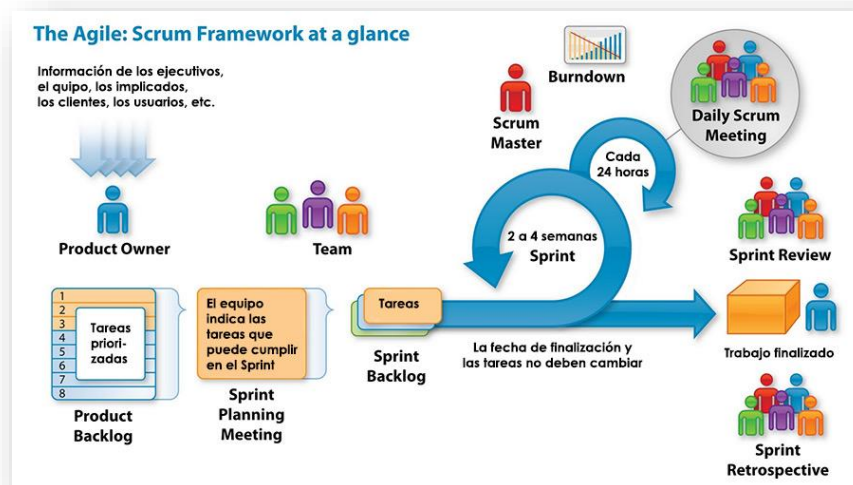 The Agile: Scrum Framework at a glance
Información de los ejecutivos,
el quipo, los implicados,
los clientes, los usuarios, etc.
Product Owner
Team
Scrum
Master
Burndown
Daily Scrum
Meeting
Cada
24 horas
2 a 4 semanas
Sprint
Sprint Review
1
2
3
4
5
6
7
8
Tareas
priori-
zadas
Product
Backlog
El equipo
indica las
tareas que
puede cumplir
en el Sprint
Sprint
Planning
Meeting
Tareas
Sprint
Backlog
La fecha de finalización y
las tareas no deben cambiar
Trabajo finalizado
Sprint
Retrospective